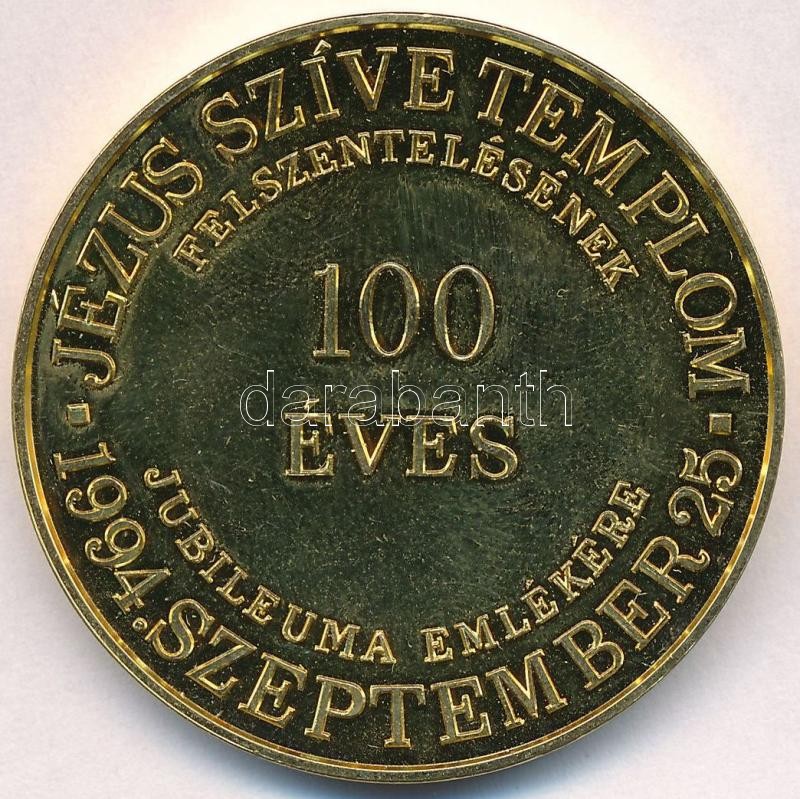 JÉZUS SZÍVE TEMPLOM
FELSZENTELÉSÉNEK
100
ÉVES
JUBILEUMA EMLÉKÉRE
1994. SZEPTEMBER 25
darabanth